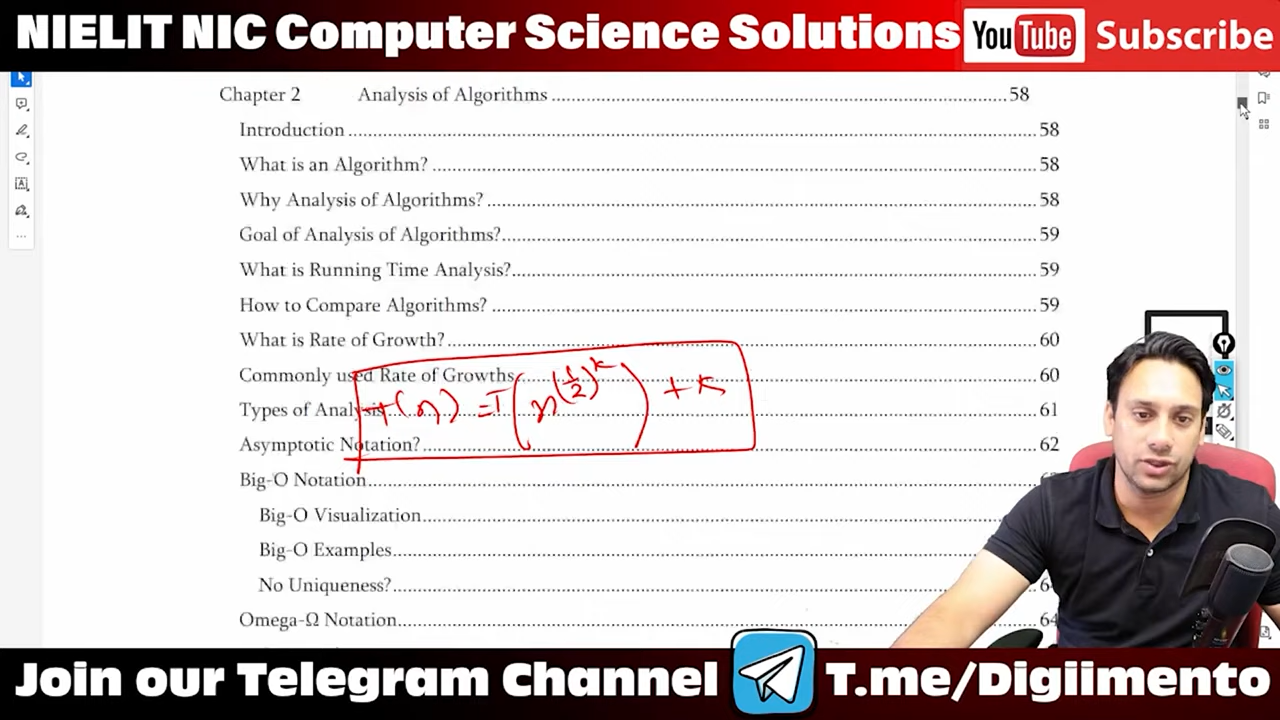 NIELIT NIC Computer Science Solutions YouTube Subscribe
Chapter 2 Analysis of Algorithms 58
Introduction 58
What is an Algorithm? 58
Why Analysis of Algorithms? 58
Goal of Analysis of Algorithms? 59
What is Running Time Analysis? 59
How to Compare Algorithms? 59
What is Rate of Growth? 60
Commonly used Rate of Growths 60
T(n) = T(n^(1/2)^k) + k
Types of Analysis 61
Asymptotic Notation? 62
Big-O Notation
Big-O Visualization
Big-O Examples
No Uniqueness?
Omega-Ω Notation 64
Join our Telegram Channel T.me/Digiimento